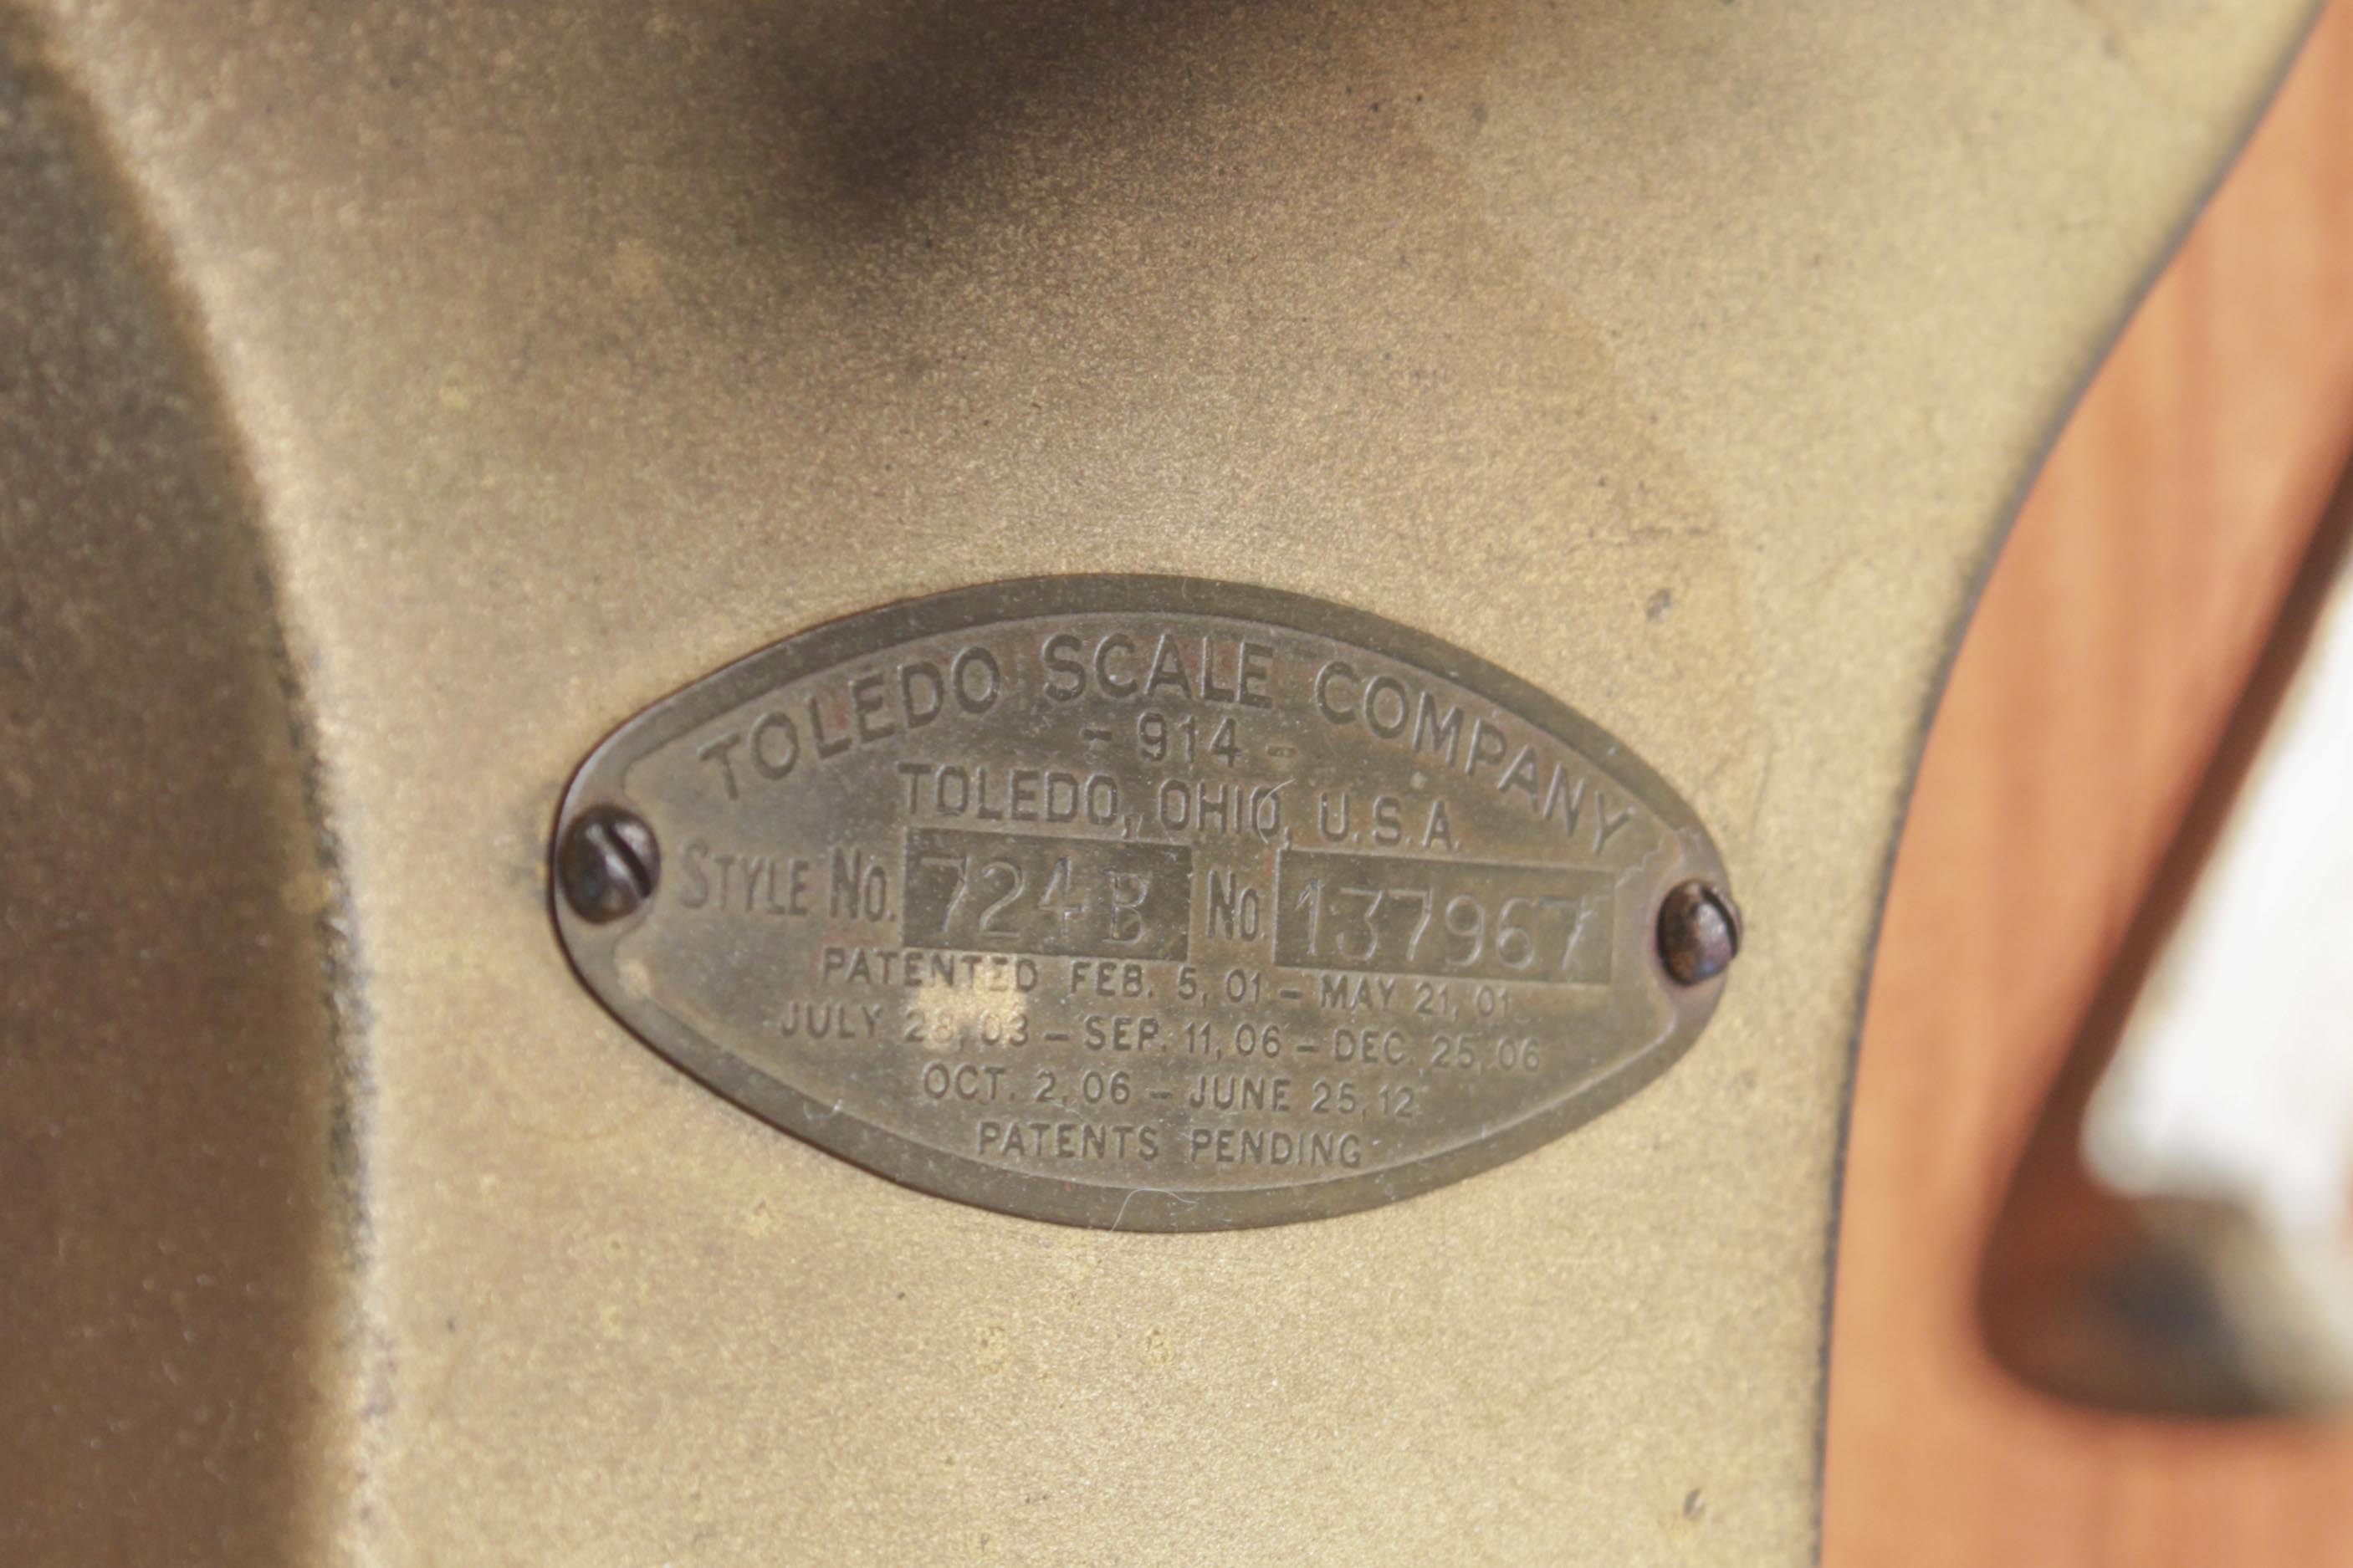 TOLEDO SCALE COMPANY
- 914 -
TOLEDO, OHIO, U.S.A.
STYLE NO. 724B NO. 137967
PATENTED FEB. 5, 01 - MAY 21, 01
JULY 28, 03 - SEP. 11, 06 - DEC. 25, 06
OCT. 2, 06 - JUNE 25, 12
PATENTS PENDING